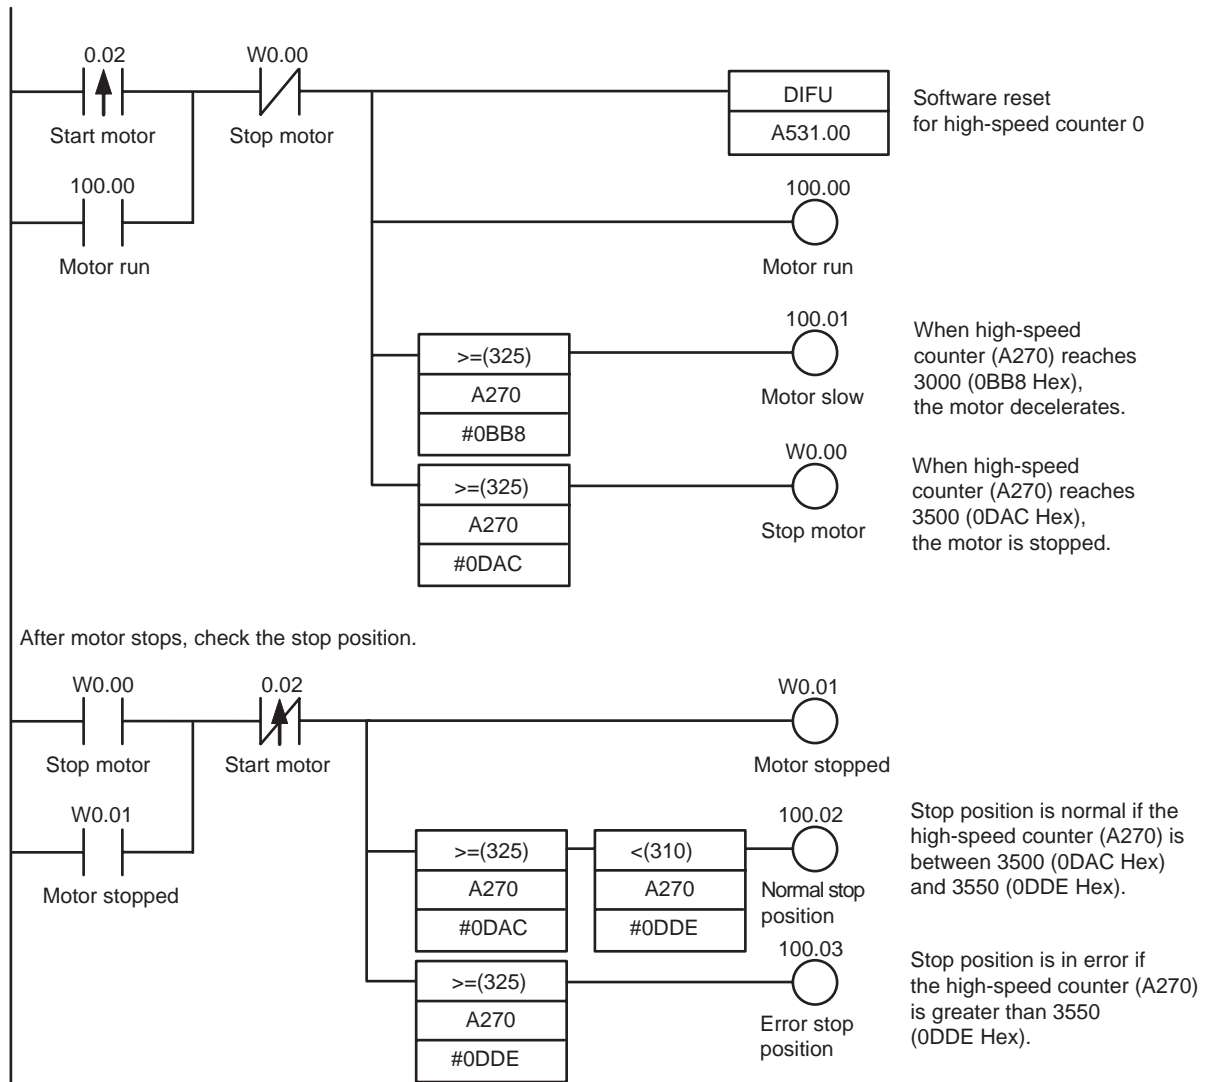 0.02
W0.00
DIFU
A531.00
Software reset
for high-speed counter 0
Start motor
Stop motor
100.00
Motor run
100.00
Motor run
100.01
Motor slow
>=(325)
A270
#0BB8
When high-speed
counter (A270) reaches
3000 (0BB8 Hex),
the motor decelerates.
W0.00
Stop motor
>=(325)
A270
#0DAC
When high-speed
counter (A270) reaches
3500 (0DAC Hex),
the motor is stopped.
After motor stops, check the stop position.
W0.00
Stop motor
0.02
Start motor
W0.01
Motor stopped
W0.01
Motor stopped
>=(325)
A270
#0DAC
<(310)
A270
#0DDE
100.02
Normal stop
position
Stop position is normal if the
high-speed counter (A270) is
between 3500 (0DAC Hex)
and 3550 (0DDE Hex).
>=(325)
A270
#0DDE
100.03
Error stop
position
Stop position is in error if
the high-speed counter (A270)
is greater than 3550
(0DDE Hex).